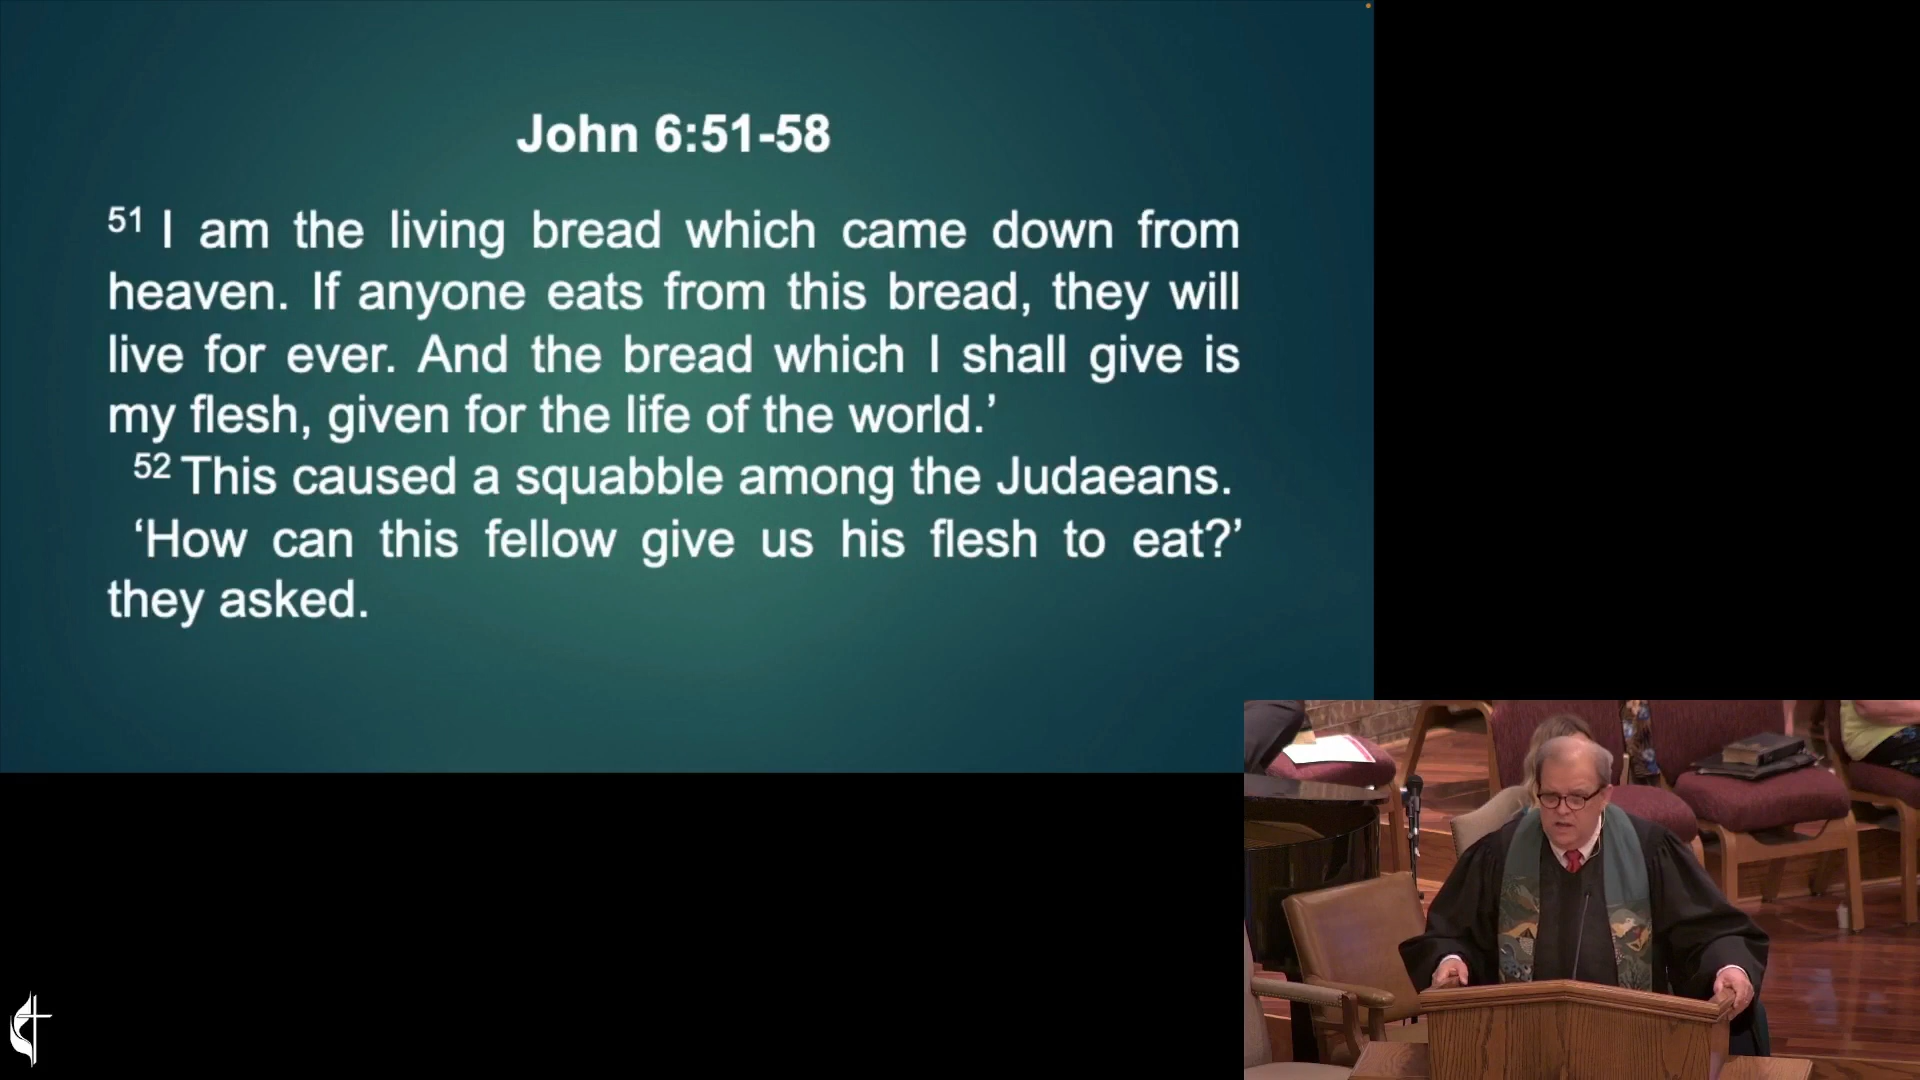 John 6:51-58
51 I am the living bread which came down from
heaven. If anyone eats from this bread, they will
live for ever. And the bread which I shall give is
my flesh, given for the life of the world.’
52 This caused a squabble among the Judaeans.
‘How can this fellow give us his flesh to eat?’
they asked.